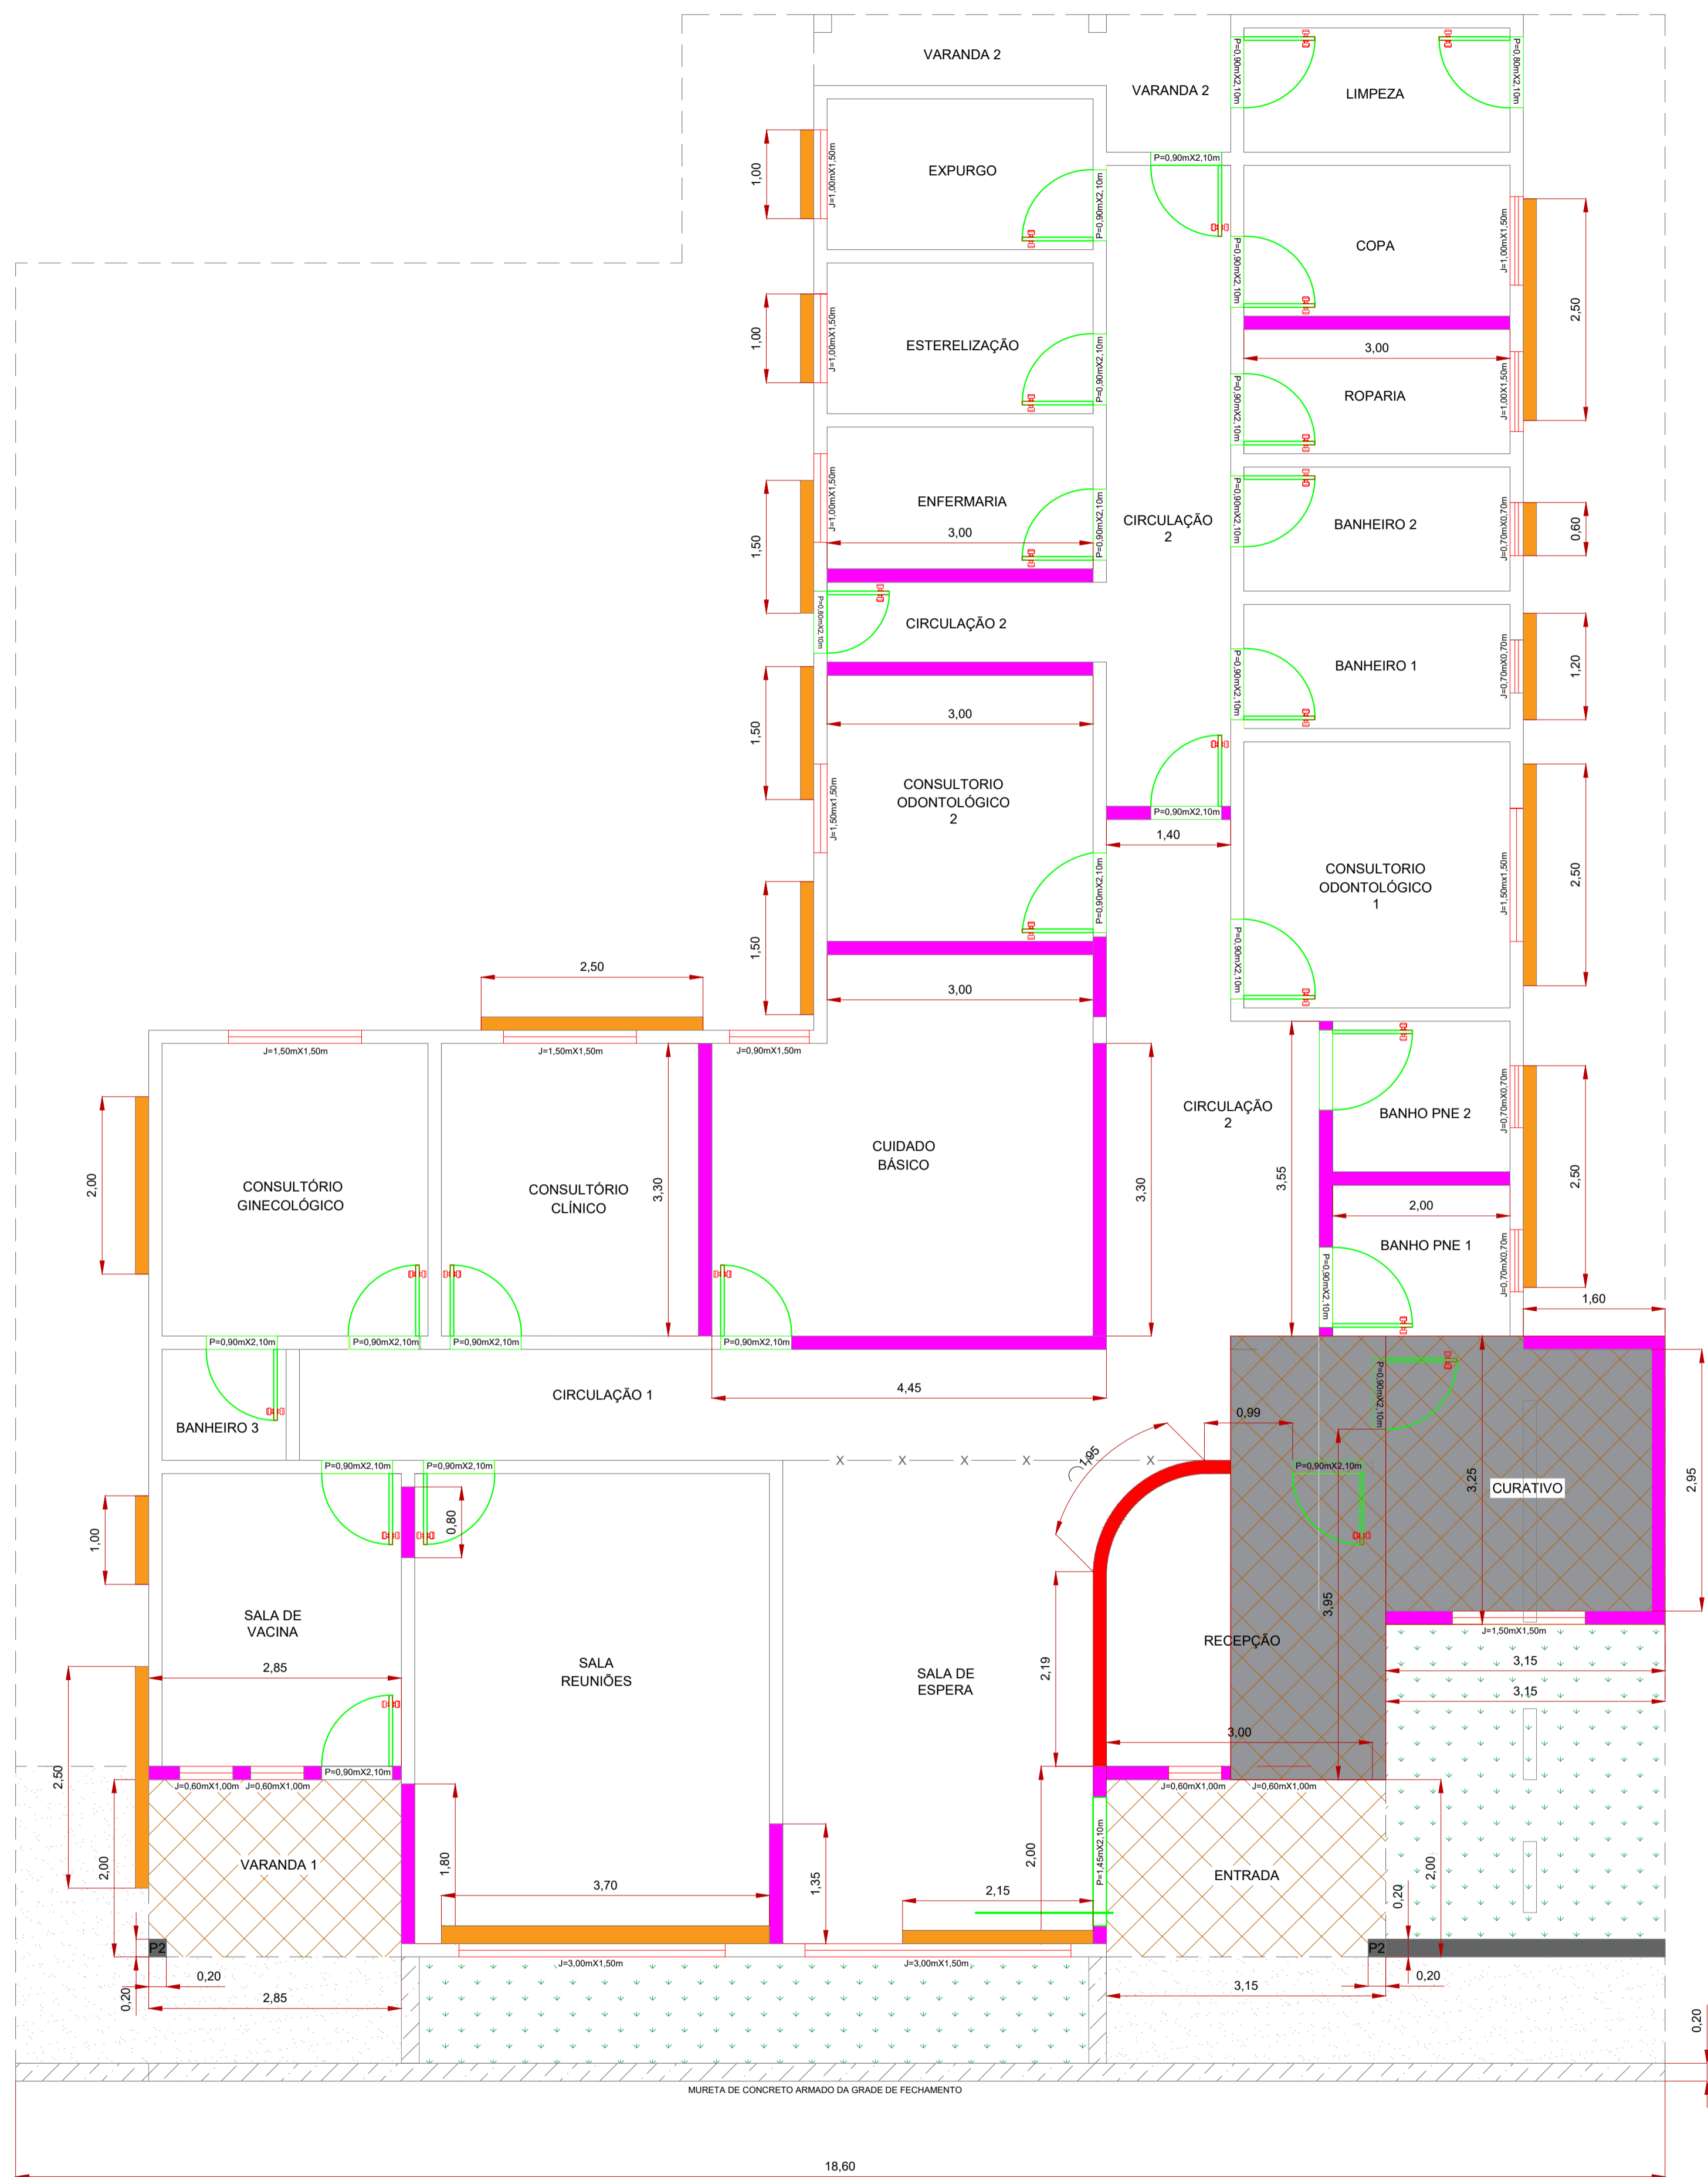 VARANDA 2
VARANDA 2
P=0,90mX2,10m
LIMPEZA
P=0,80mX2,10m
1,00
J=1,00mX1,50m
EXPURGO
P=0,90mX2,10m
P=0,90mX2,10m
COPA
P=0,90mX2,10m
J=1,00mX1,50m
2,50
1,00
J=1,00mX1,50m
ESTERELIZAÇÃO
P=0,90mX2,10m
3,00
ROPARIA
P=0,90mX2,10m
J=1,00X1,50m
1,50
J=1,00mX1,50m
ENFERMARIA
3,00
P=0,90mX2,10m
CIRCULAÇÃO
2
P=0,90mX2,10m
BANHEIRO 2
J=0,70mX0,70m
0,60
P=0,80mX2,10m
CIRCULAÇÃO 2
P=0,90mX2,10m
BANHEIRO 1
J=0,70mX0,70m
1,20
1,50
3,00
J=1,50mx1,50m
CONSULTORIO
ODONTOLÓGICO
2
P=0,90mX2,10m
P=0,90mX2,10m
1,40
CONSULTORIO
ODONTOLÓGICO
1
P=0,90mX2,10m
J=1,50mx1,50m
2,50
1,50
2,50
3,00
J=1,50mX1,50m
J=1,50mX1,50m
J=0,90mX1,50m
2,00
CONSULTÓRIO
GINECOLÓGICO
CONSULTÓRIO
CLÍNICO
3,30
CUIDADO
BÁSICO
3,30
CIRCULAÇÃO
2
3,55
BANHO PNE 2
J=0,70mX0,70m
2,50
2,00
BANHO PNE 1
P=0,90mX2,10m
J=0,70mX0,70m
1,60
P=0,90mX2,10m
P=0,90mX2,10m
P=0,90mX2,10m
P=0,90mX2,10m
BANHEIRO 3
CIRCULAÇÃO 1
4,45
0,99
1,95
P=0,90mX2,10m
X
X
X
X
X
P=0,90mX2,10m
P=0,90mX2,10m
P=0,90mX2,10m
3,25
CURATIVO
2,95
1,00
0,80
SALA DE
VACINA
2,85
SALA
REUNIÕES
SALA DE
ESPERA
2,19
RECEPÇÃO
3,95
J=1,50mX1,50m
3,15
3,15
3,00
P=0,90mX2,10m
J=0,60mX1,00m
J=0,60mX1,00m
J=0,60mX1,00m
J=0,60mX1,00m
2,50
2,00
VARANDA 1
1,80
3,70
1,35
2,15
2,00
P=1,45mX2,10m
ENTRADA
2,00
0,20
P2
P2
0,20
0,20
2,85
J=3,00mX1,50m
J=3,00mX1,50m
3,15
0,20
0,20
MURETA DE CONCRETO ARMADO DA GRADE DE FECHAMENTO
18,60